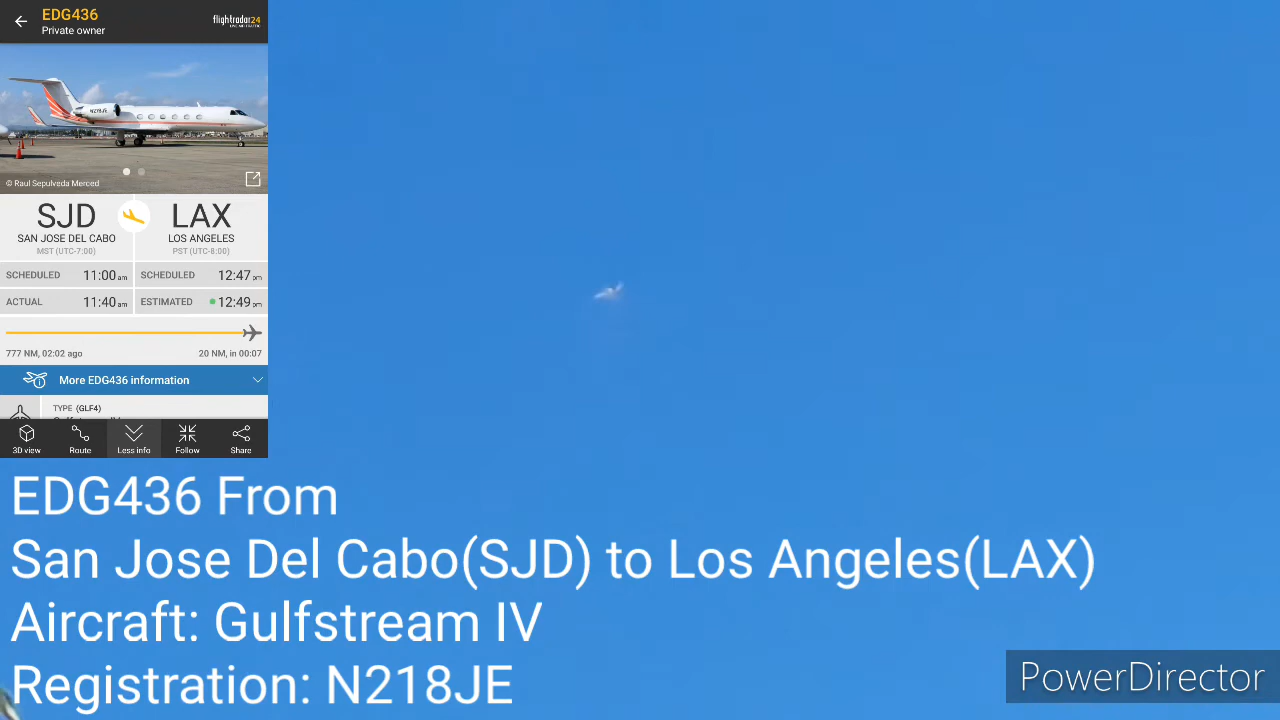 EDG436
Private owner
flightradar24
LIVE AIR TRAFFIC
N218JE
© Raul Sepulveda Merced
SJD
SAN JOSE DEL CABO
MST (UTC-7:00)
LAX
LOS ANGELES
PST (UTC-8:00)
SCHEDULED 11:00 am SCHEDULED 12:47 pm
ACTUAL 11:40 am ESTIMATED 12:49 pm
777 NM, 02:02 ago 20 NM, in 00:07
More EDG436 information
TYPE (GLF4)
3D view Route Less info Follow Share
EDG436 From
San Jose Del Cabo(SJD) to Los Angeles(LAX)
Aircraft: Gulfstream IV
Registration: N218JE
PowerDirector